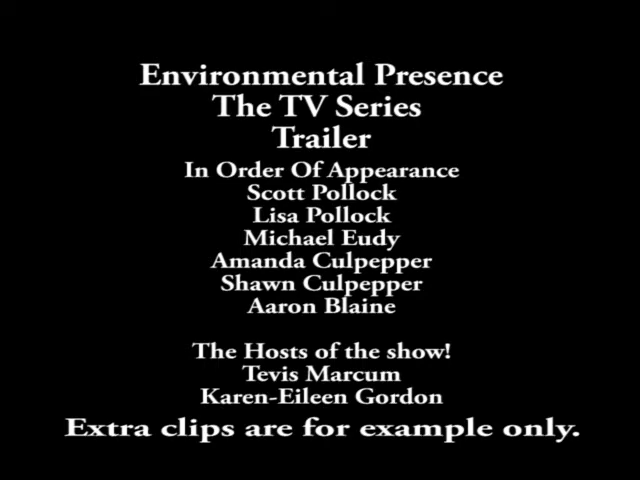 Environmental Presence
The TV Series
Trailer
In Order Of Appearance
Scott Pollock
Lisa Pollock
Michael Eudy
Amanda Culpepper
Shawn Culpepper
Aaron Blaine
The Hosts of the show!
Tevis Marcum
Karen-Eileen Gordon
Extra clips are for example only.